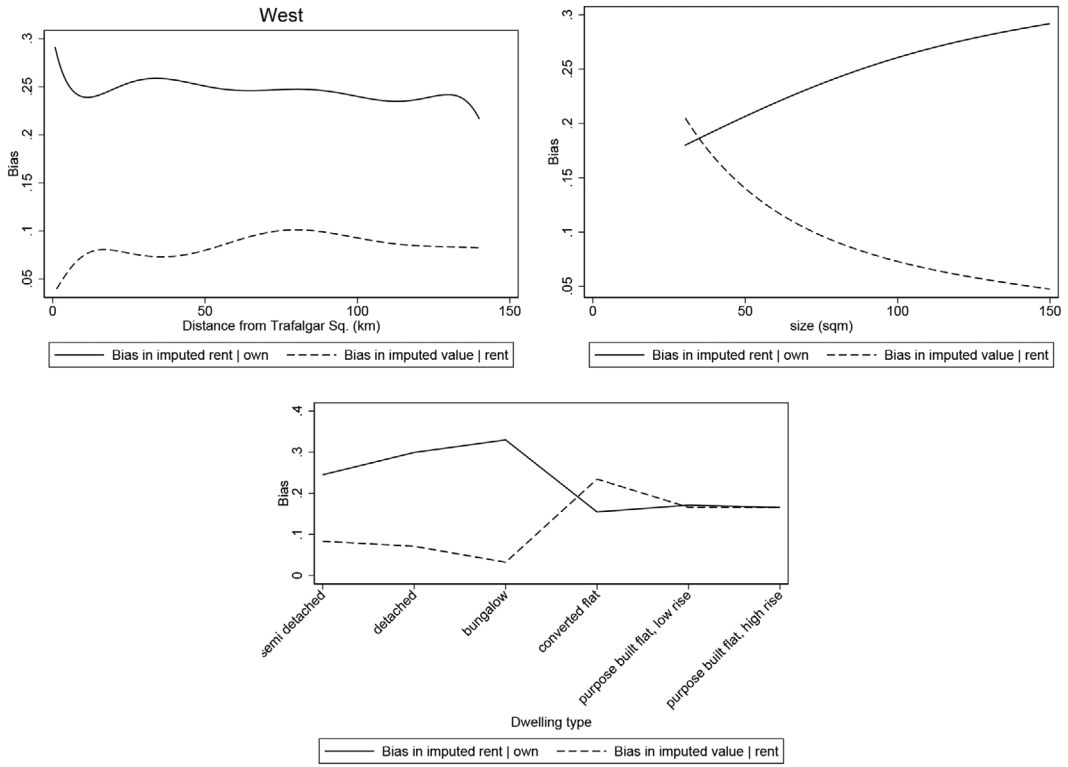 West
.3
.25
.2
.15
.1
.05
Bias
0 50 100 150
Distance from Trafalgar Sq. (km)
Bias in imputed rent | own Bias in imputed value | rent
.3
.25
.2
.15
.1
.05
Bias
0 50 100 150
size (sqm)
Bias in imputed rent | own Bias in imputed value | rent
.4
.3
.2
.1
0
Bias
semi detached
detached
bungalow
converted flat
purpose built flat, low rise
purpose built flat, high rise
Dwelling type
Bias in imputed rent | own Bias in imputed value | rent